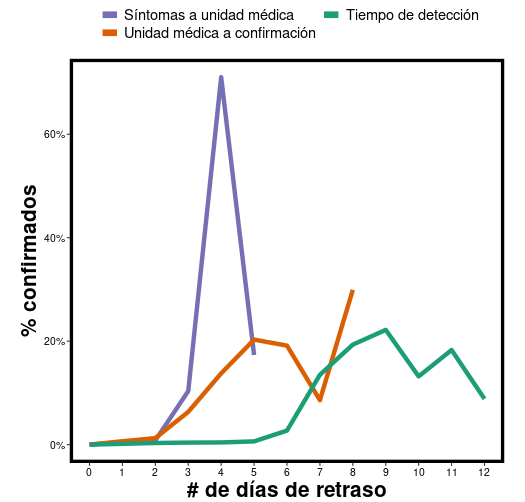 Síntomas a unidad médica
Tiempo de detección
Unidad médica a confirmación
% confirmados
60%
40%
20%
0%
0 1 2 3 4 5 6 7 8 9 10 11 12
# de días de retraso